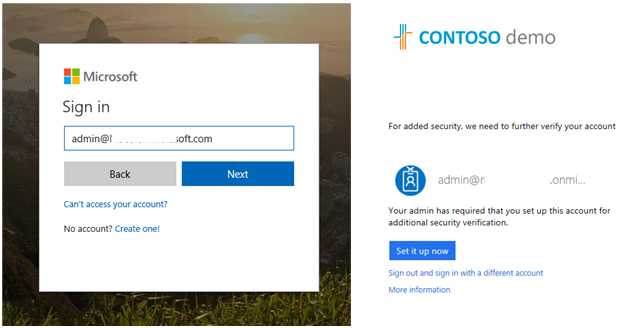 Microsoft
Sign in
admin@ soft.com
Back
Next
Can't access your account?
No account? Create one!
CONTOSO demo
For added security, we need to further verify your account
admin@ .onmi...
Your admin has required that you set up this account for
additional security verification.
Set it up now
Sign out and sign in with a different account
More information